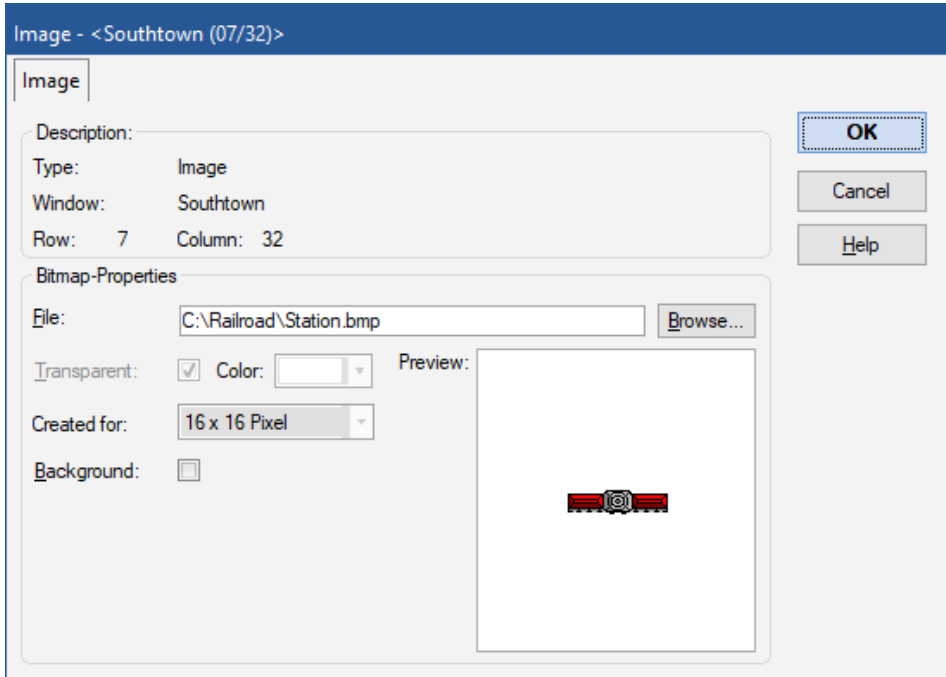 Image - <Southtown (07/32)>
Image
Description:
Type: Image
Window: Southtown
Row: 7 Column: 32
OK
Cancel
Help
Bitmap-Properties
File: C:\Railroad\Station.bmp Browse...
Transparent: Color: Preview:
Created for: 16 x 16 Pixel
Background: